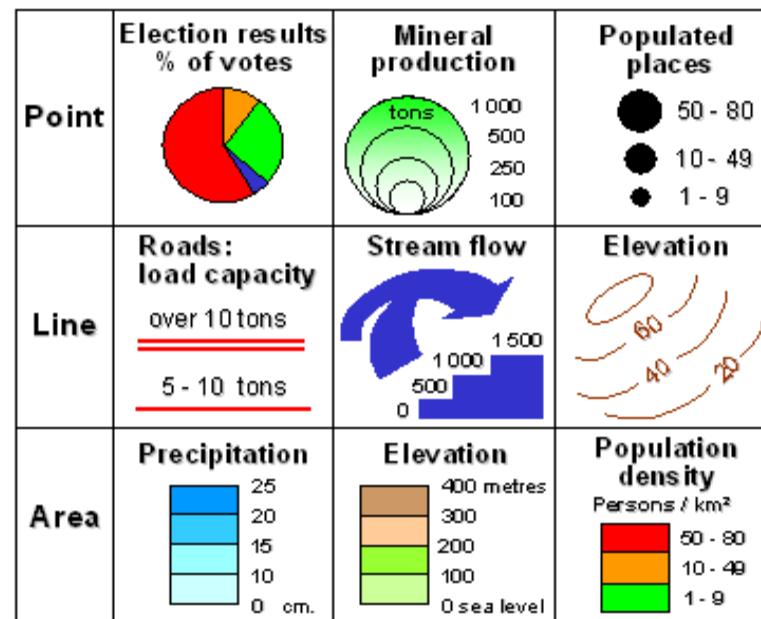 Point
Election results
% of votes
Mineral
production
tons
1 000
500
250
100
Populated
places
50 - 80
10 - 49
1 - 9
Line
Roads:
load capacity
over 10 tons
5 - 10 tons
Stream flow
1 500
1 000
500
0
Elevation
60
40
20
Area
Precipitation
25
20
15
10
0 cm.
Elevation
400 metres
300
200
100
0 sea level
Population
density
Persons / km²
50 - 80
10 - 49
1 - 9